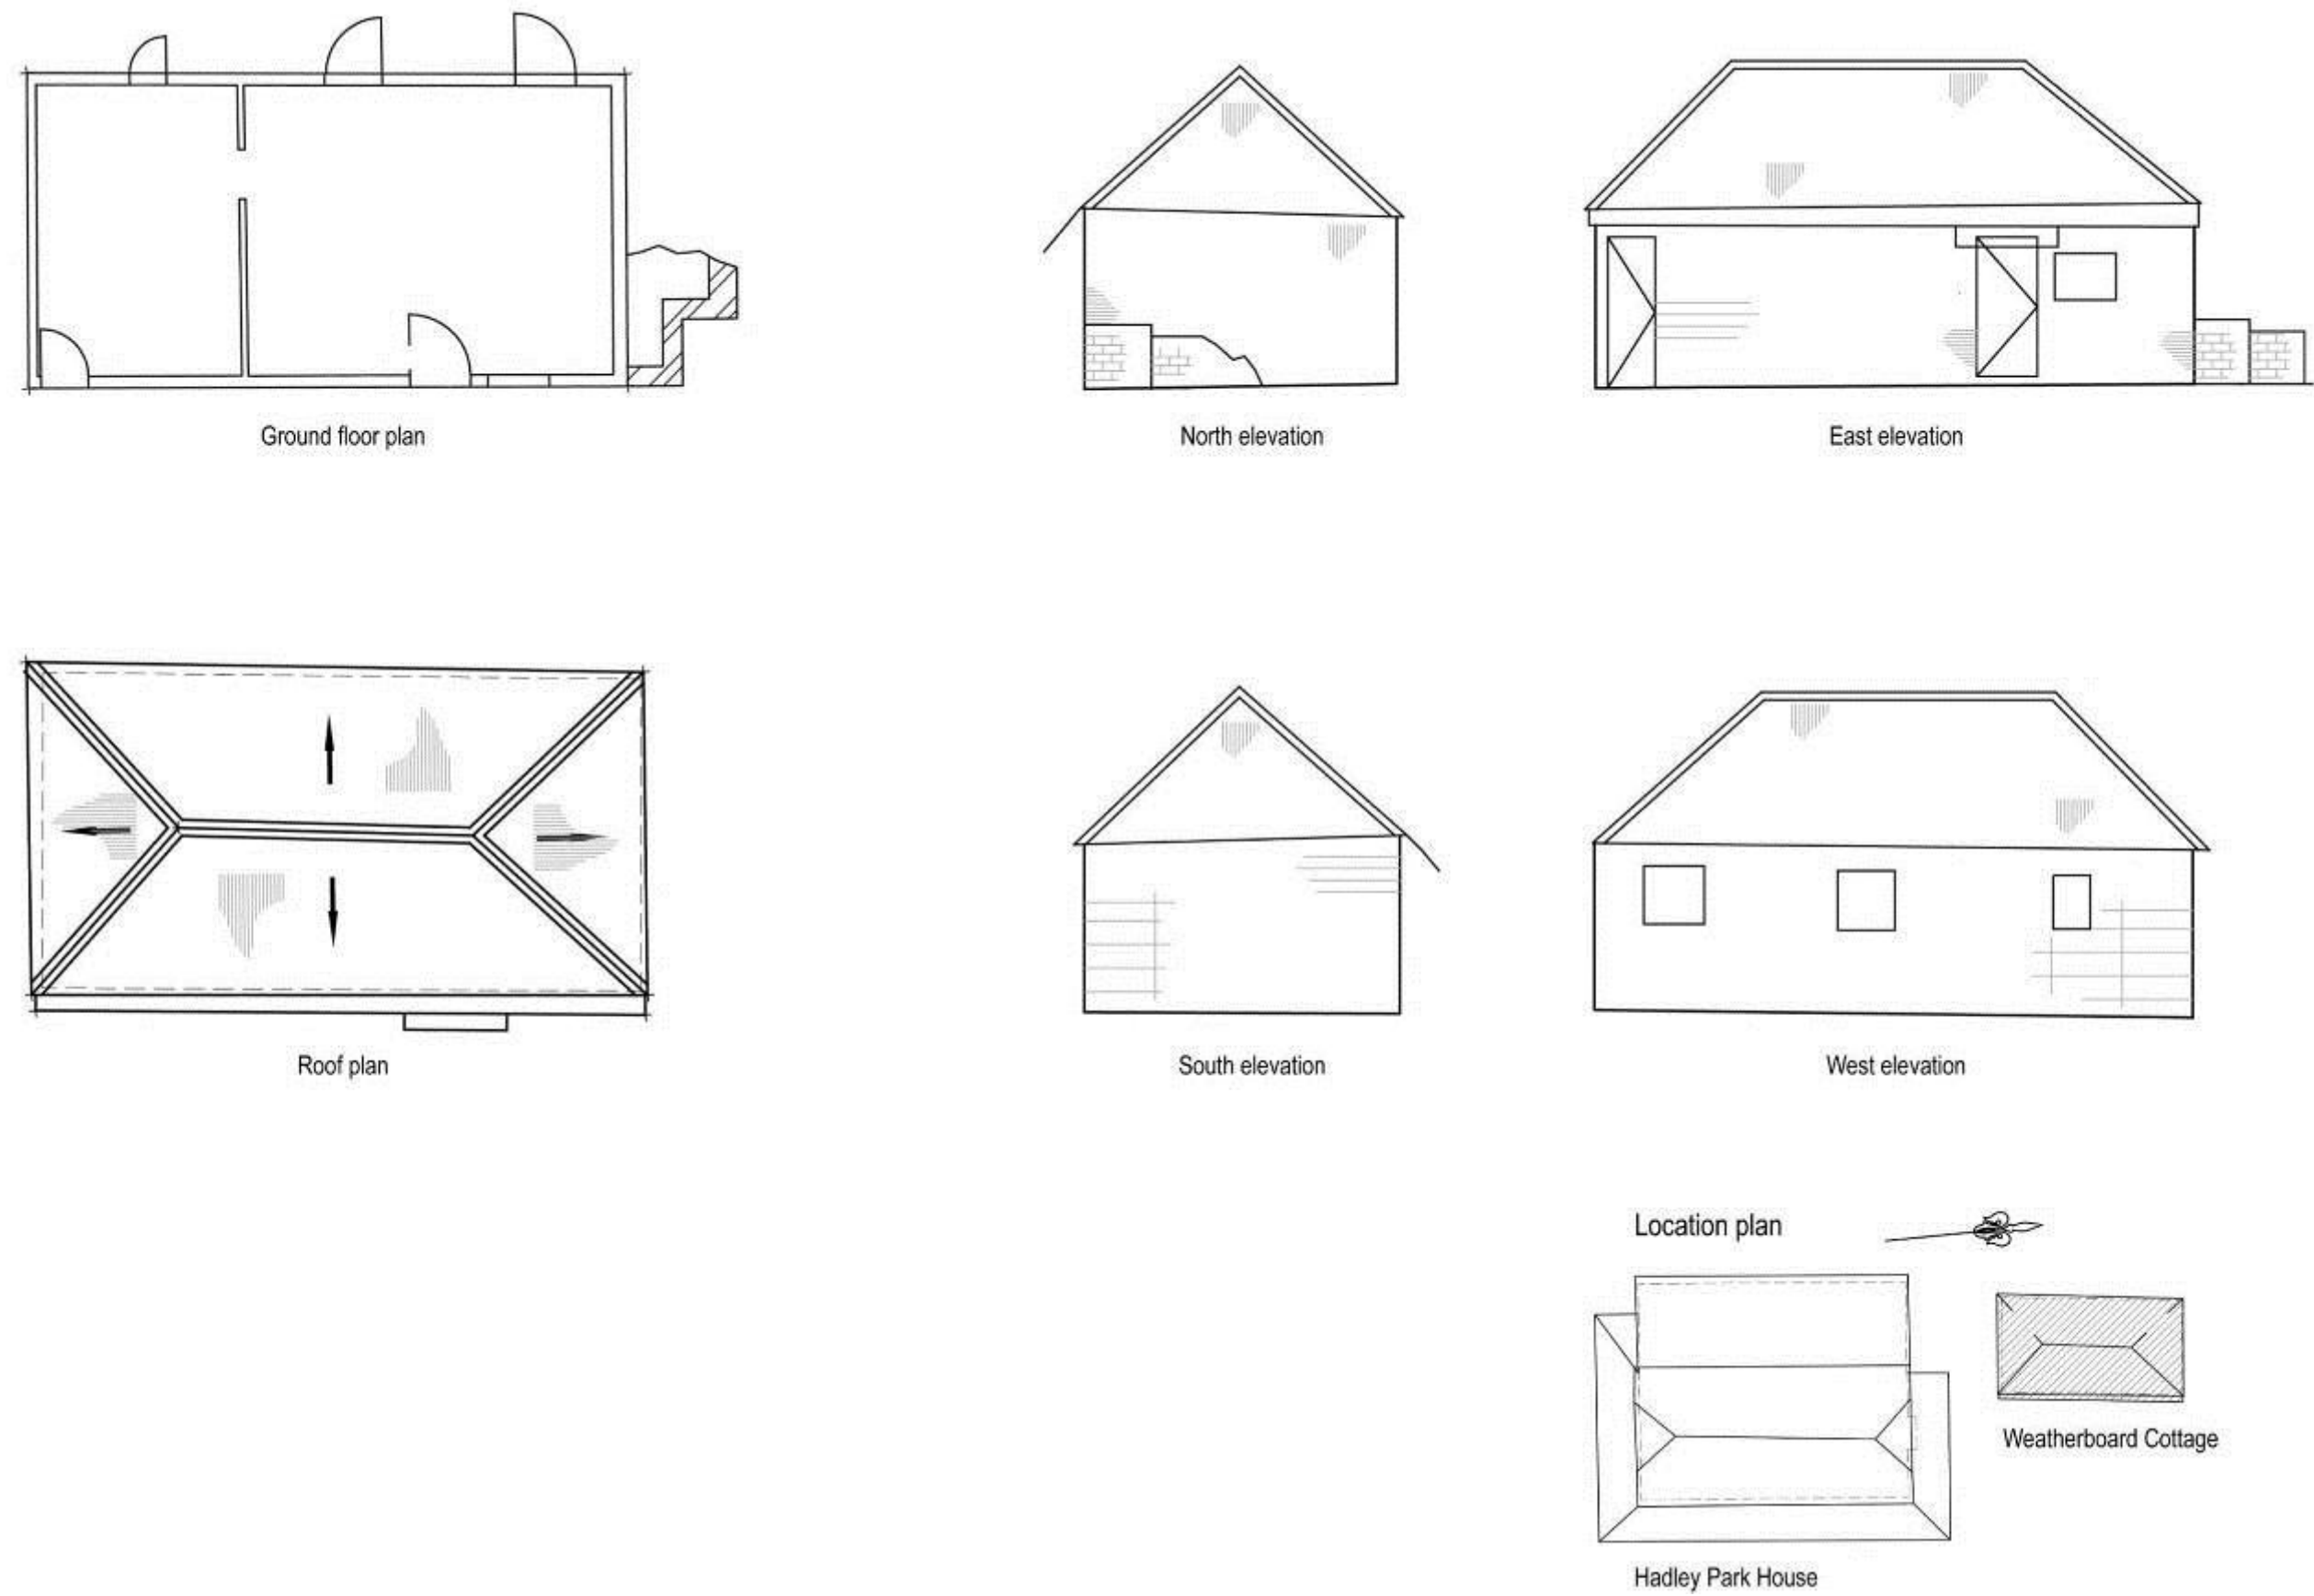 Ground floor plan
North elevation
East elevation
Roof plan
South elevation
West elevation
Location plan
Weatherboard Cottage
Hadley Park House